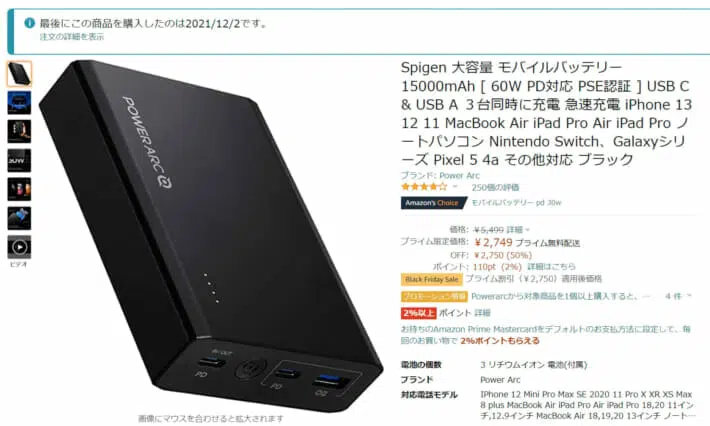 最後にこの商品を購入したのは2021/12/2です。
注文の詳細を表示
Spigen 大容量 モバイルバッテリー
15000mAh [ 60W PD対応 PSE認証 ] USB C
& USB A ３台同時に充電 急速充電 iPhone 13
12 11 MacBook Air iPad Pro Air iPad Pro ノ
ートパソコン Nintendo Switch、Galaxyシリ
ーズ Pixel 5 4a その他対応 ブラック
ブランド: Power Arc
250個の評価
Amazon's Choice モバイルバッテリー pd 30w
価格: ￥5,499 詳細
プライム限定価格: ￥2,749 プライム無料配送
OFF: ￥2,750 (50%)
ポイント: 110pt (2%) 詳細はこちら
Black Friday Sale プライム割引（￥2,750）適用後価格
プロモーション情報 Powerarcから対象商品を1個以上購入すると、… 4 件
2%以上 ポイント 詳細
お持ちのAmazon Prime Mastercardをデフォルトのお支払方法に設定して、毎
回のお買い物で 2%ポイントもらえる
電池の個数 3 リチウムイオン 電池(付属)
ブランド Power Arc
対応電話モデル IPhone 12 Mini Pro Max SE 2020 11 Pro X XR XS Max
8 plus MacBook Air iPad Pro Air iPad Pro 18,20 11イン
チ,12.9インチ MacBook Air 18,19,20 13インチ ノート…
POWER ARC
IN OUT
PD
PD
ビデオ
画像にマウスを合わせると拡大されます